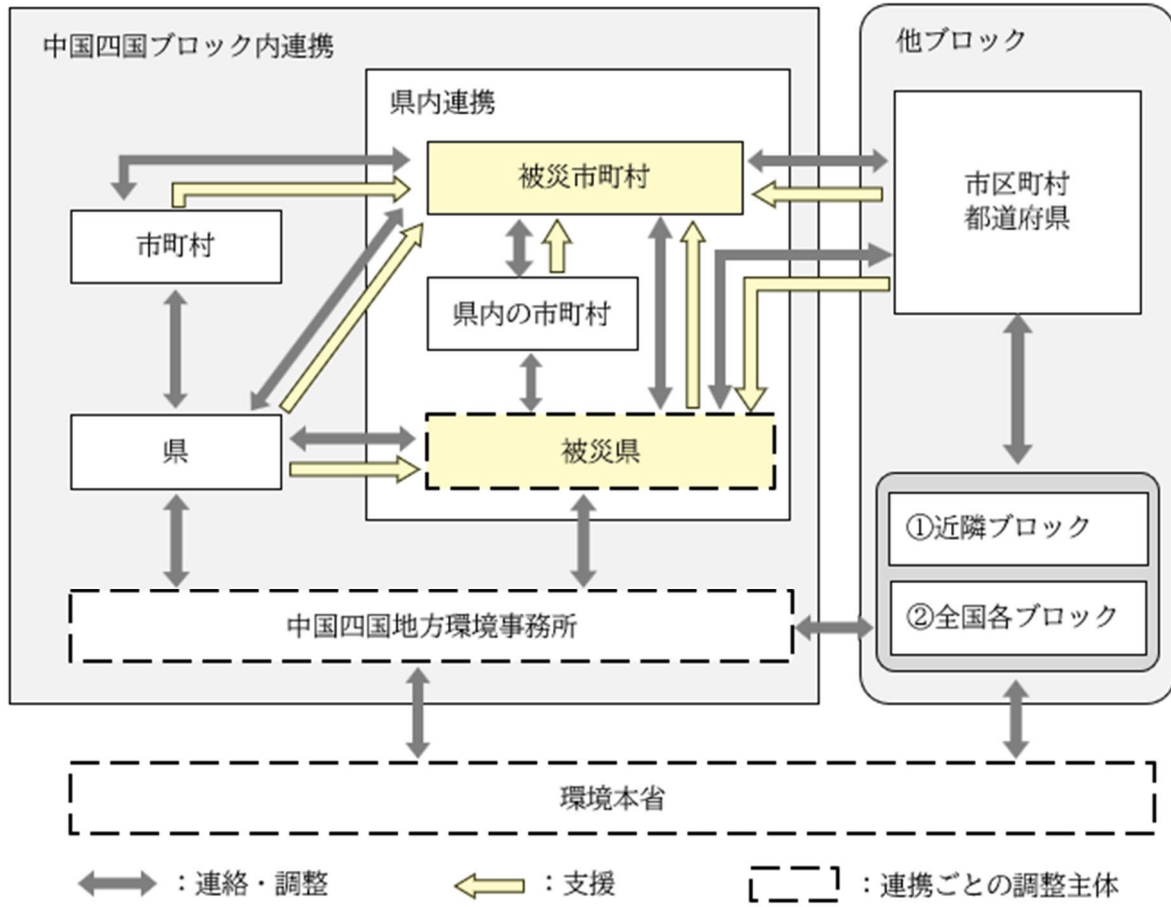 中国四国ブロック内連携
他ブロック
県内連携
被災市町村
市区町村
都道府県
市町村
県内の市町村
県
被災県
①近隣ブロック
②全国各ブロック
中国四国地方環境事務所
環境本省
：連絡・調整
：支援
：連携ごとの調整主体